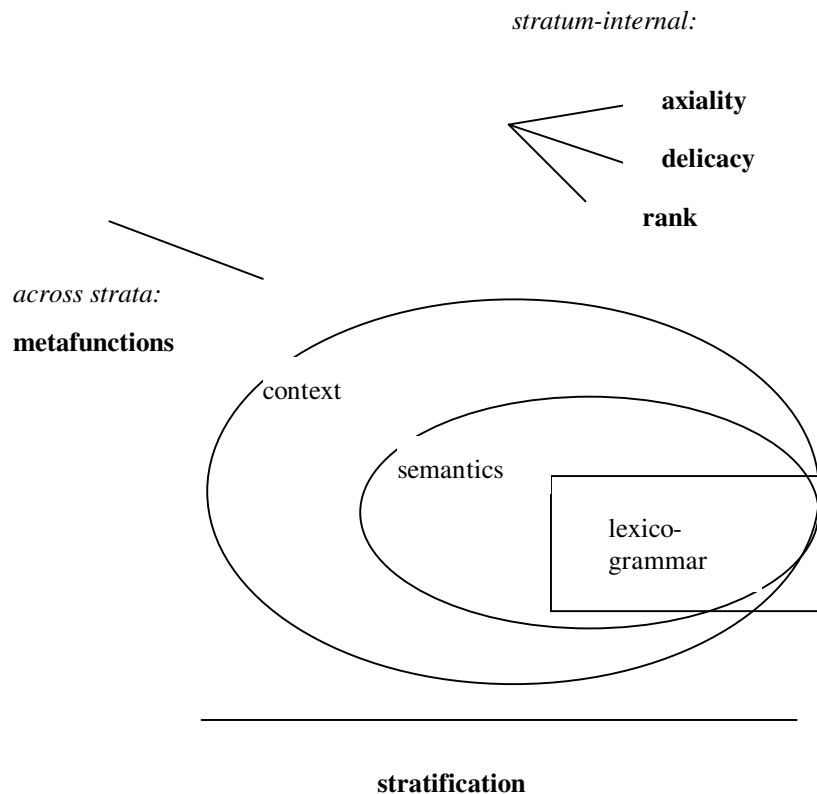 stratum-internal:
axiality
delicacy
rank
across strata:
metafunctions
context
semantics
lexico-
grammar
stratification